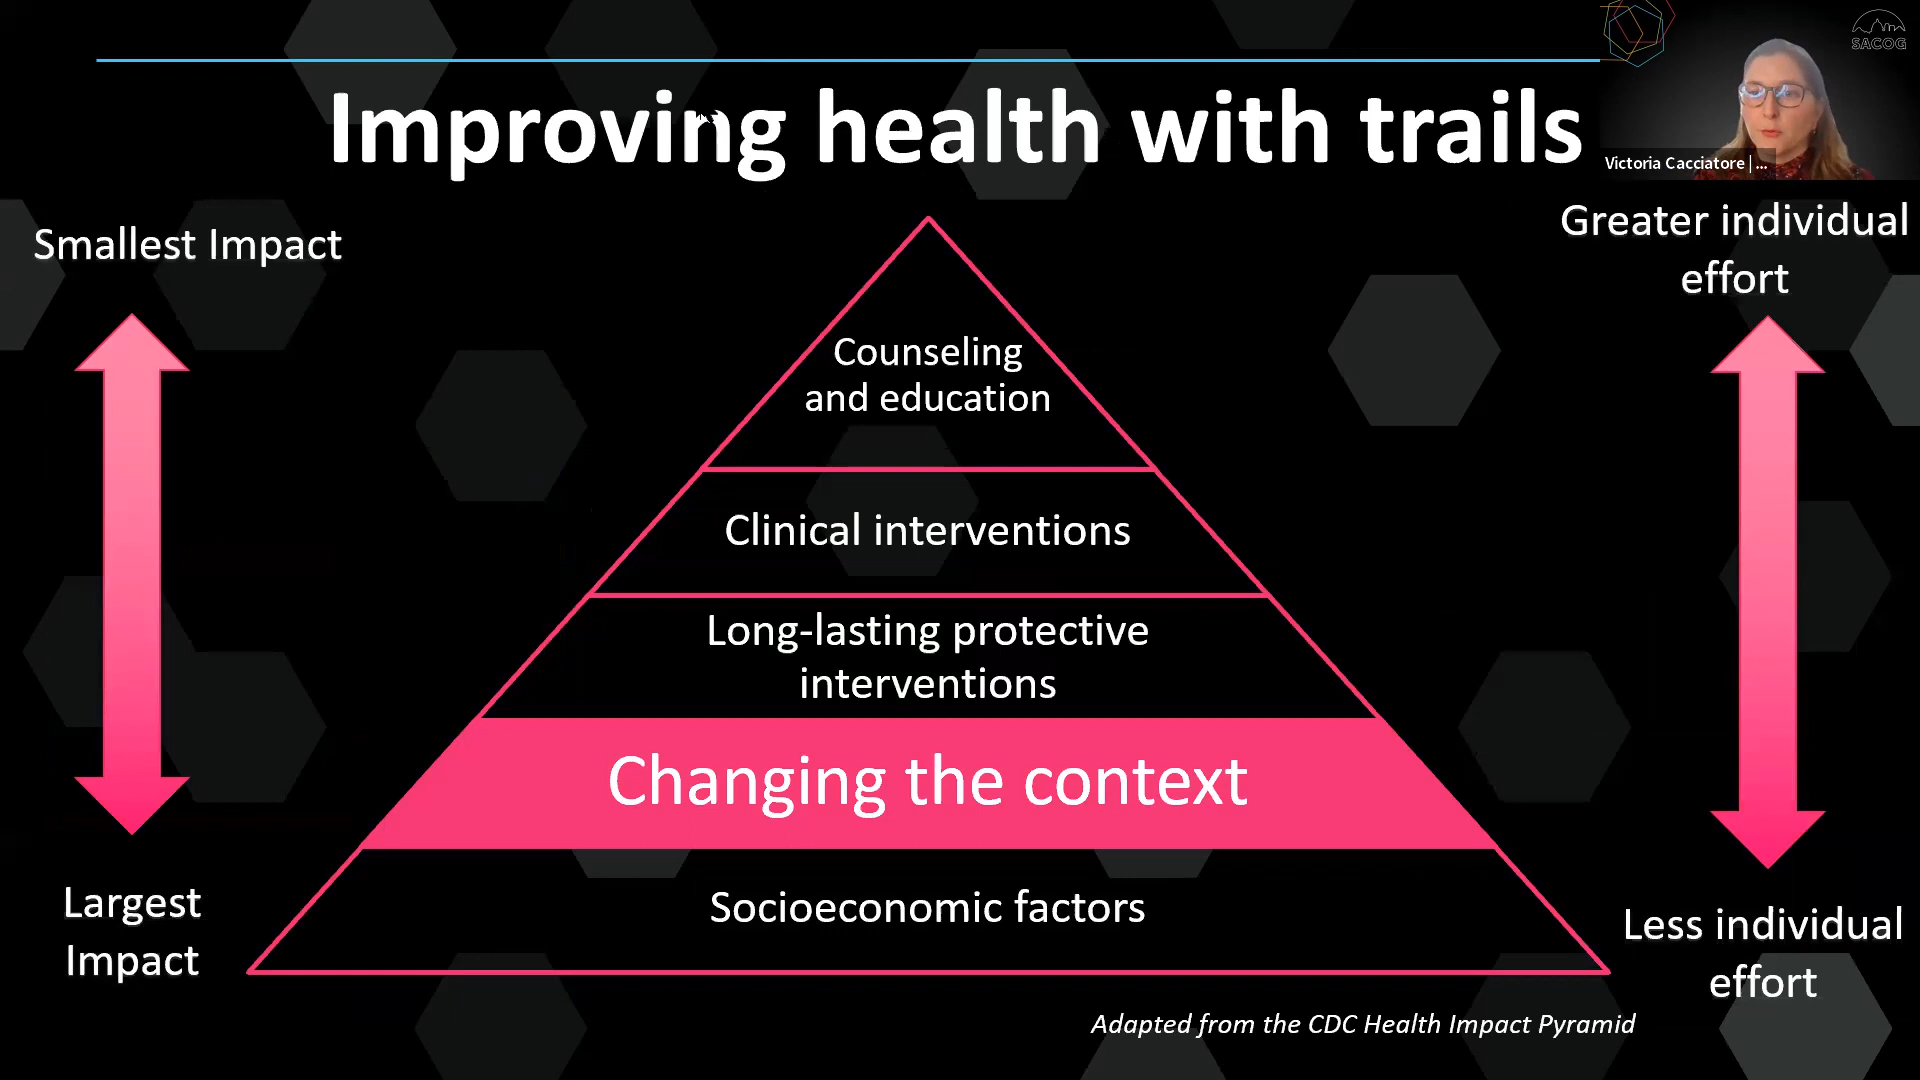 SACOG
Improving health with trails
Victoria Cacciatore | ...
Smallest Impact
Greater individual
effort
Counseling
and education
Clinical interventions
Long-lasting protective
interventions
Changing the context
Socioeconomic factors
Largest
Impact
Less individual
effort
Adapted from the CDC Health Impact Pyramid